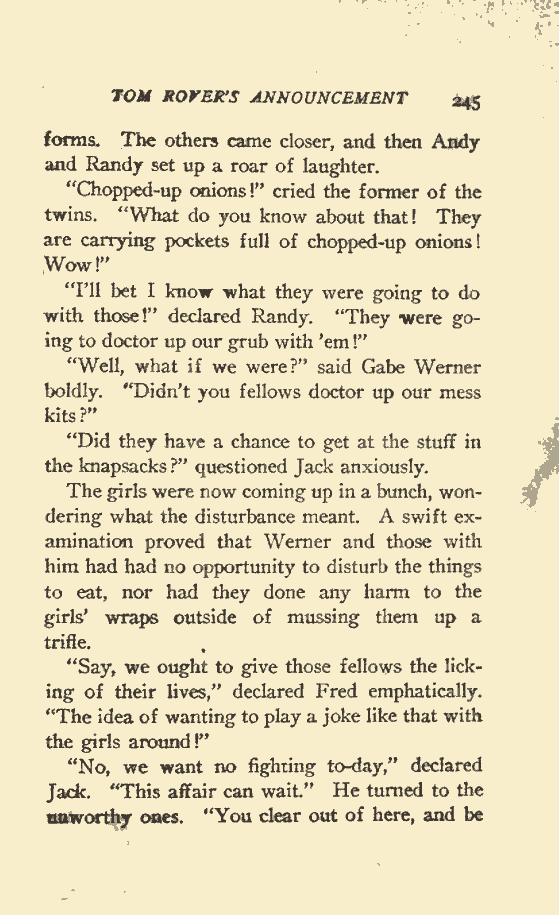 TOM ROVER'S ANNOUNCEMENT 245
forms. The others came closer, and then Andy
and Randy set up a roar of laughter.
"Chopped-up onions!" cried the former of the
twins. "What do you know about that! They
are carrying pockets full of chopped-up onions!
Wow!"
"I'll bet I know what they were going to do
with those!" declared Randy. "They were go-
ing to doctor up our grub with 'em!"
"Well, what if we were?" said Gabe Werner
boldly. "Didn't you fellows doctor up our mess
kits?"
"Did they have a chance to get at the stuff in
the knapsacks?" questioned Jack anxiously.
The girls were now coming up in a bunch, won-
dering what the disturbance meant. A swift ex-
amination proved that Werner and those with
him had had no opportunity to disturb the things
to eat, nor had they done any harm to the
girls' wraps outside of mussing them up a
trifle.
"Say, we ought to give those fellows the lick-
ing of their lives," declared Fred emphatically.
"The idea of wanting to play a joke like that with
the girls around!"
"No, we want no fighting to-day," declared
Jack. "This affair can wait." He turned to the
unworthy ones. "You clear out of here, and be